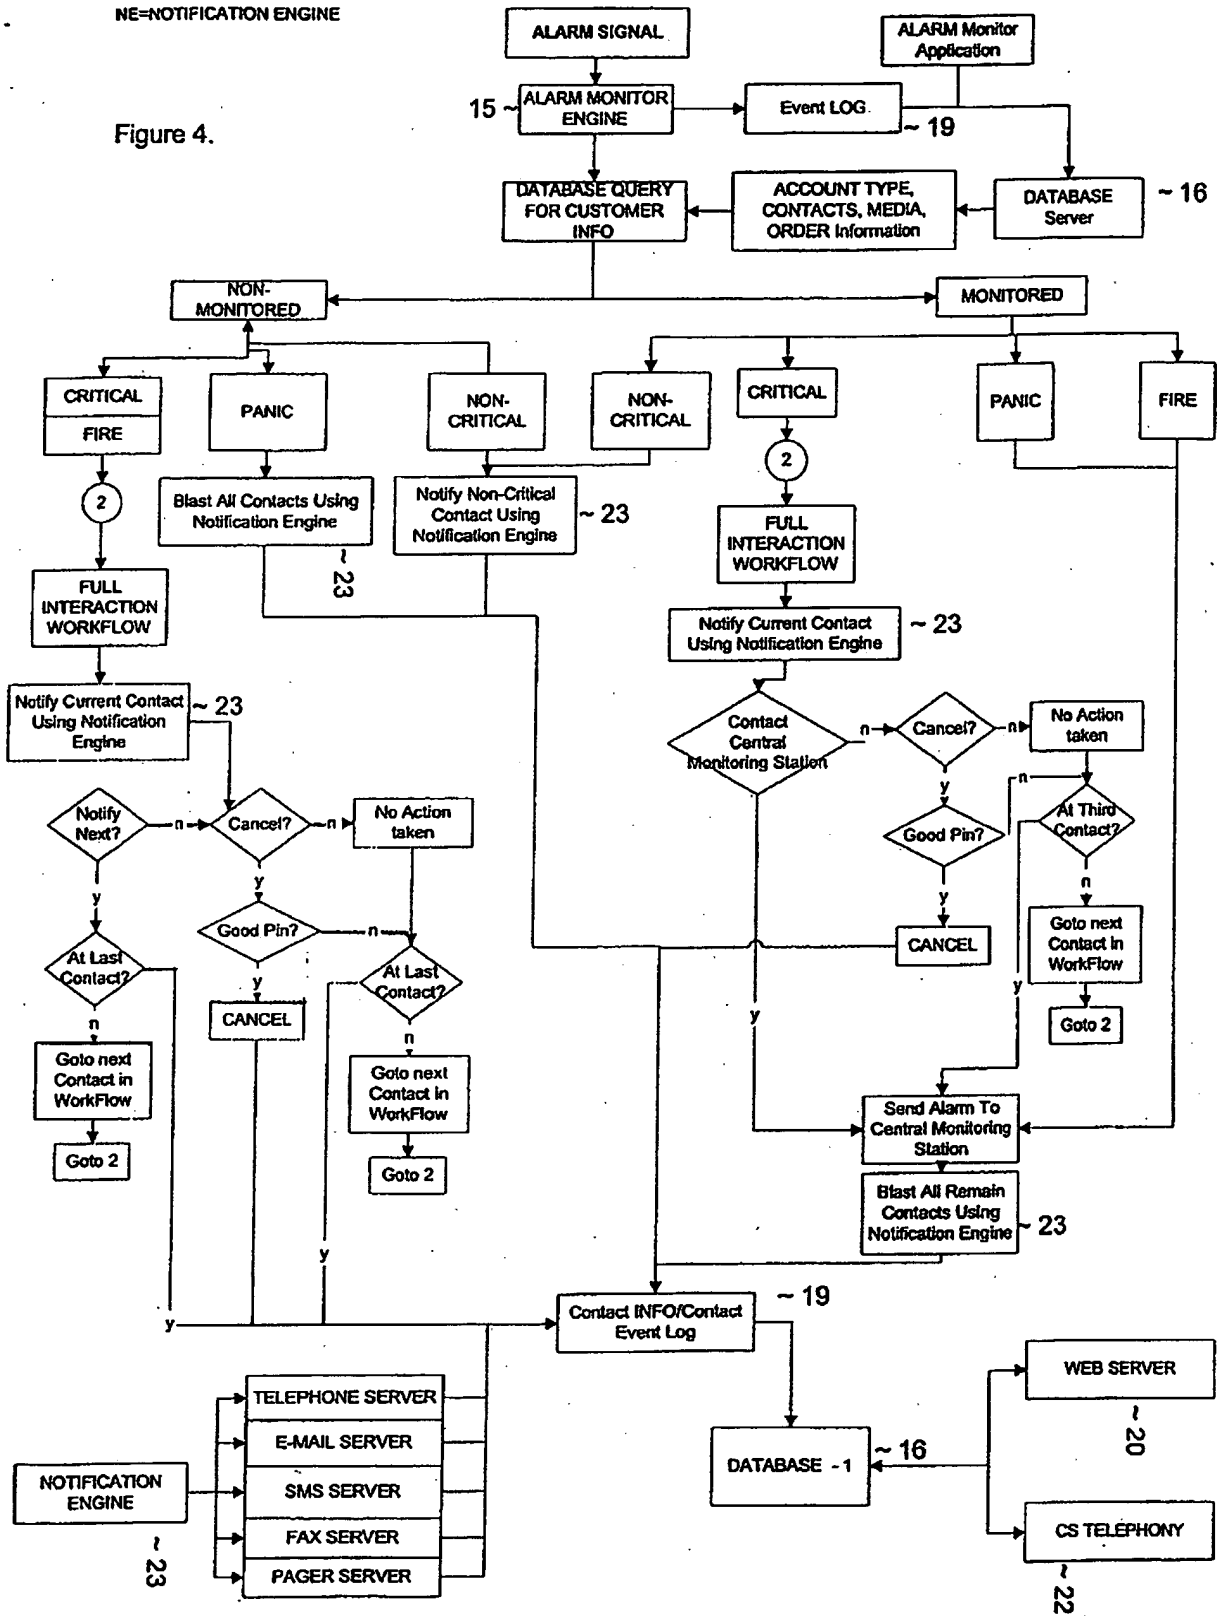 NE=NOTIFICATION ENGINE
Figure 4.
ALARM SIGNAL
ALARM Monitor
Application
15 ~
ALARM MONITOR
ENGINE
Event LOG
~ 19
DATABASE QUERY
FOR CUSTOMER
INFO
ACCOUNT TYPE,
CONTACTS, MEDIA,
ORDER Information
DATABASE
Server
~ 16
NON-
MONITORED
MONITORED
CRITICAL
FIRE
PANIC
NON-
CRITICAL
NON-
CRITICAL
CRITICAL
PANIC
FIRE
2
Blast All Contacts Using
Notification Engine
~ 23
Notify Non-Critical
Contact Using
Notification Engine
~ 23
2
FULL
INTERACTION
WORKFLOW
FULL
INTERACTION
WORKFLOW
Notify Current Contact
Using Notification
Engine
~ 23
Notify Current Contact
Using Notification Engine
~ 23
Contact
Central
Monitoring Station
n
Cancel?
n
No Action
taken
y
n
Good Pin?
At Third
Contact?
y
n
CANCEL
Goto next
Contact in
WorkFlow
y
y
Goto 2
Notify
Next?
n
Cancel?
n
No Action
taken
y
y
Good Pin?
n
At Last
Contact?
At Last
Contact?
y
n
CANCEL
n
Goto next
Contact in
WorkFlow
Goto next
Contact in
WorkFlow
Goto 2
Goto 2
y
y
Send Alarm To
Central Monitoring
Station
Blast All Remain
Contacts Using
Notification Engine
~ 23
Contact INFO/Contact
Event Log
~ 19
TELEPHONE SERVER
E-MAIL SERVER
SMS SERVER
FAX SERVER
PAGER SERVER
NOTIFICATION
ENGINE
~ 23
DATABASE - 1
~ 16
WEB SERVER
~ 20
CS TELEPHONY
~ 22